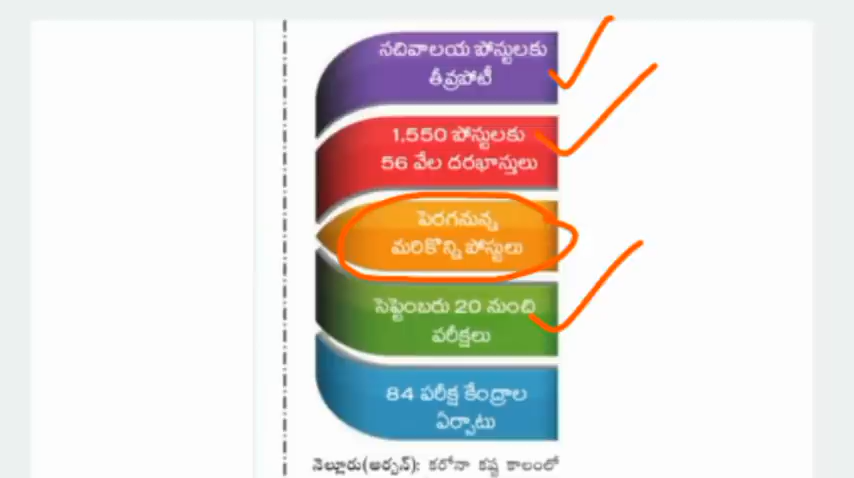 సచివాలయ పోస్టులకు
తీవ్రపోటీ
1,550 పోస్టులకు
56 వేల దరఖాస్తులు
పెరగనున్న
మరికొన్ని పోస్టులు
సెప్టెంబరు 20 నుంచి
పరీక్షలు
84 పరీక్ష కేంద్రాల
ఏర్పాటు
నెల్లూరు(అర్బన్): కరోనా కష్ట కాలంలో